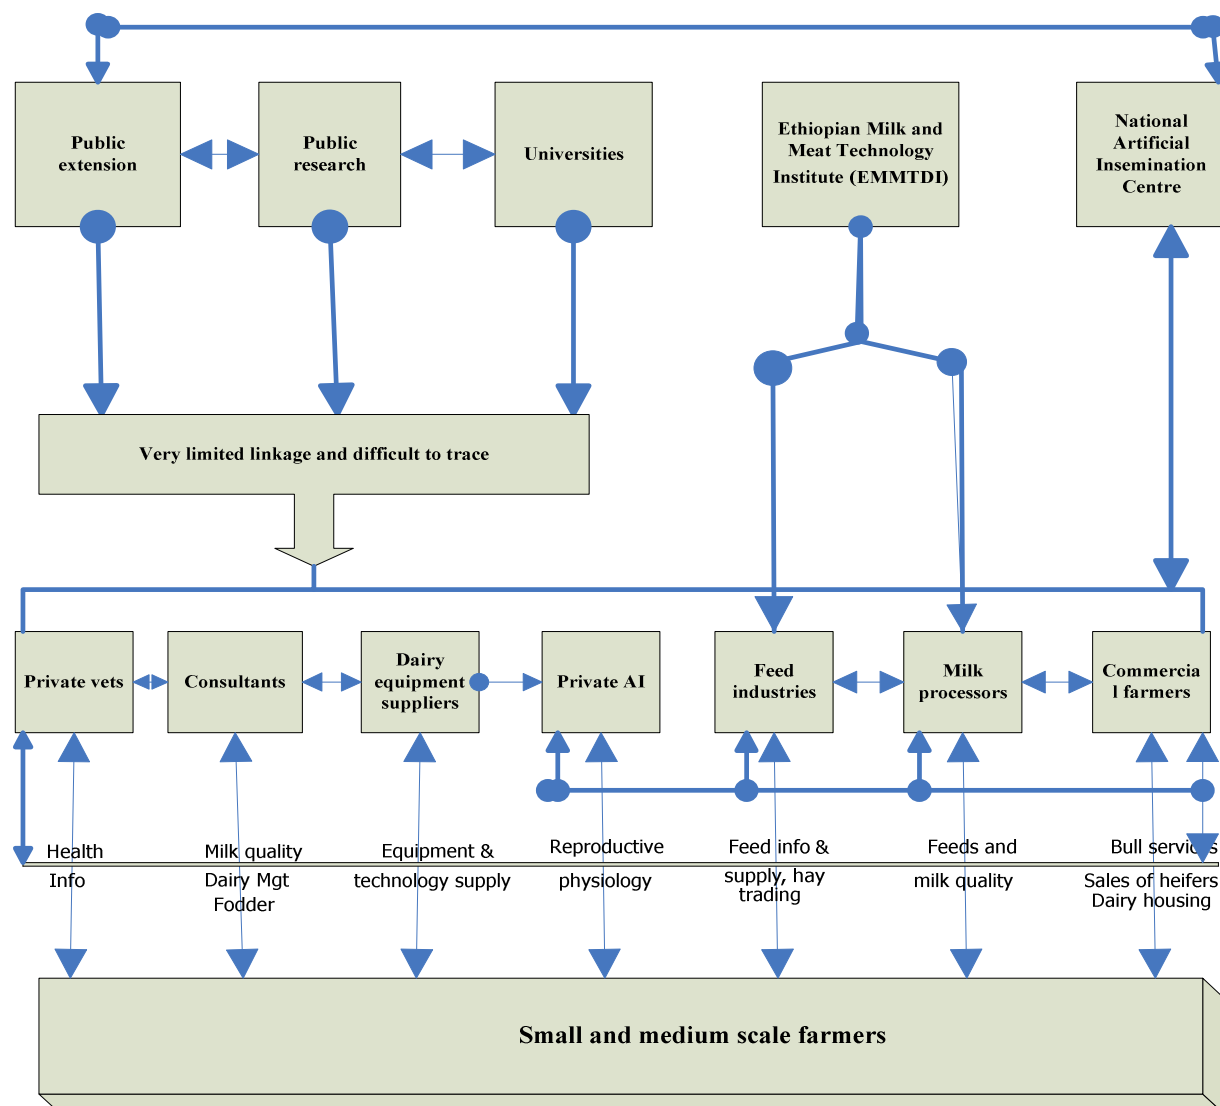 Public
extension
Public
research
Universities
Ethiopian Milk and
Meat Technology
Institute (EMMTDI)
National
Artificial
Insemination
Centre
Very limited linkage and difficult to trace
Private vets
Consultants
Dairy
equipment
suppliers
Private AI
Feed
industries
Milk
processors
Commercia
l farmers
Health
Info
Milk quality
Dairy Mgt
Fodder
Equipment &
technology supply
Reproductive
physiology
Feed info &
supply, hay
trading
Feeds and
milk quality
Bull services
Sales of heifers
Dairy housing
Small and medium scale farmers